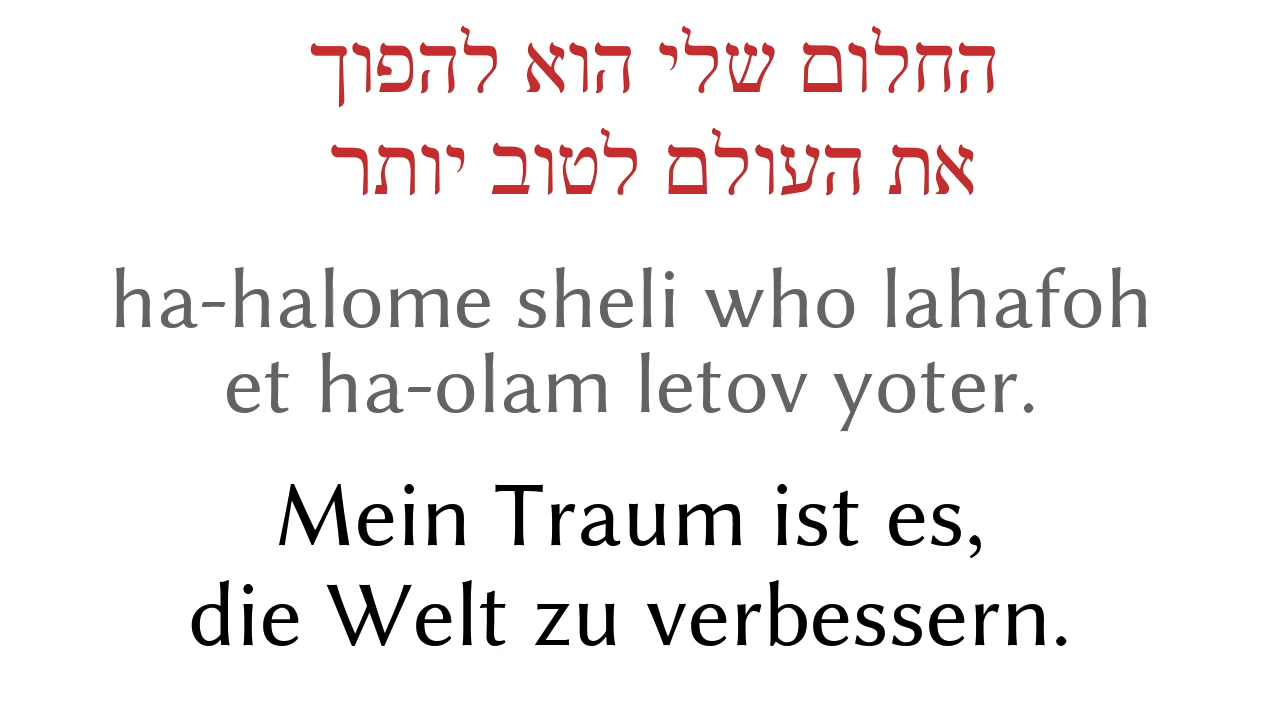 החלום שלי הוא להפוך
את העולם לטוב יותר
ha-halome sheli who lahafoh
et ha-olam letov yoter.
Mein Traum ist es,
die Welt zu verbessern.